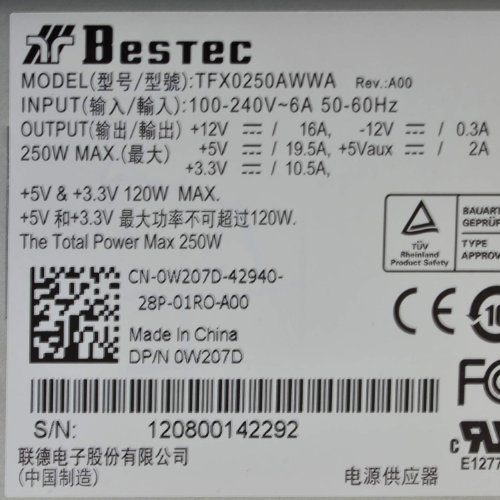 BESTEC
MODEL(型号/型號):TFX0250AWWA Rev.:A00
INPUT(输入/輸入):100-240V~6A 50-60Hz
OUTPUT(输出/輸出) +12V ⎓ / 16A, -12V ⎓ / 0.3A
250W MAX.(最大) +5V ⎓ / 19.5A, +5Vaux ⎓ / 2A
+3.3V ⎓ / 10.5A,
+5V & +3.3V 120W MAX.
+5V 和+3.3V 最大功率不可超过120W.
The Total Power Max 250W
TÜV
Rheinland
Product Safety
BAUART
GEPRÜF
TYPE
APPROV
CN-0W207D-42940-
28P-01RO-A00
Made In China
DP/N 0W207D
CE
10
FC
S/N: 120800142292
c
E1277
联德电子股份有限公司
(中国制造)
电源供应器